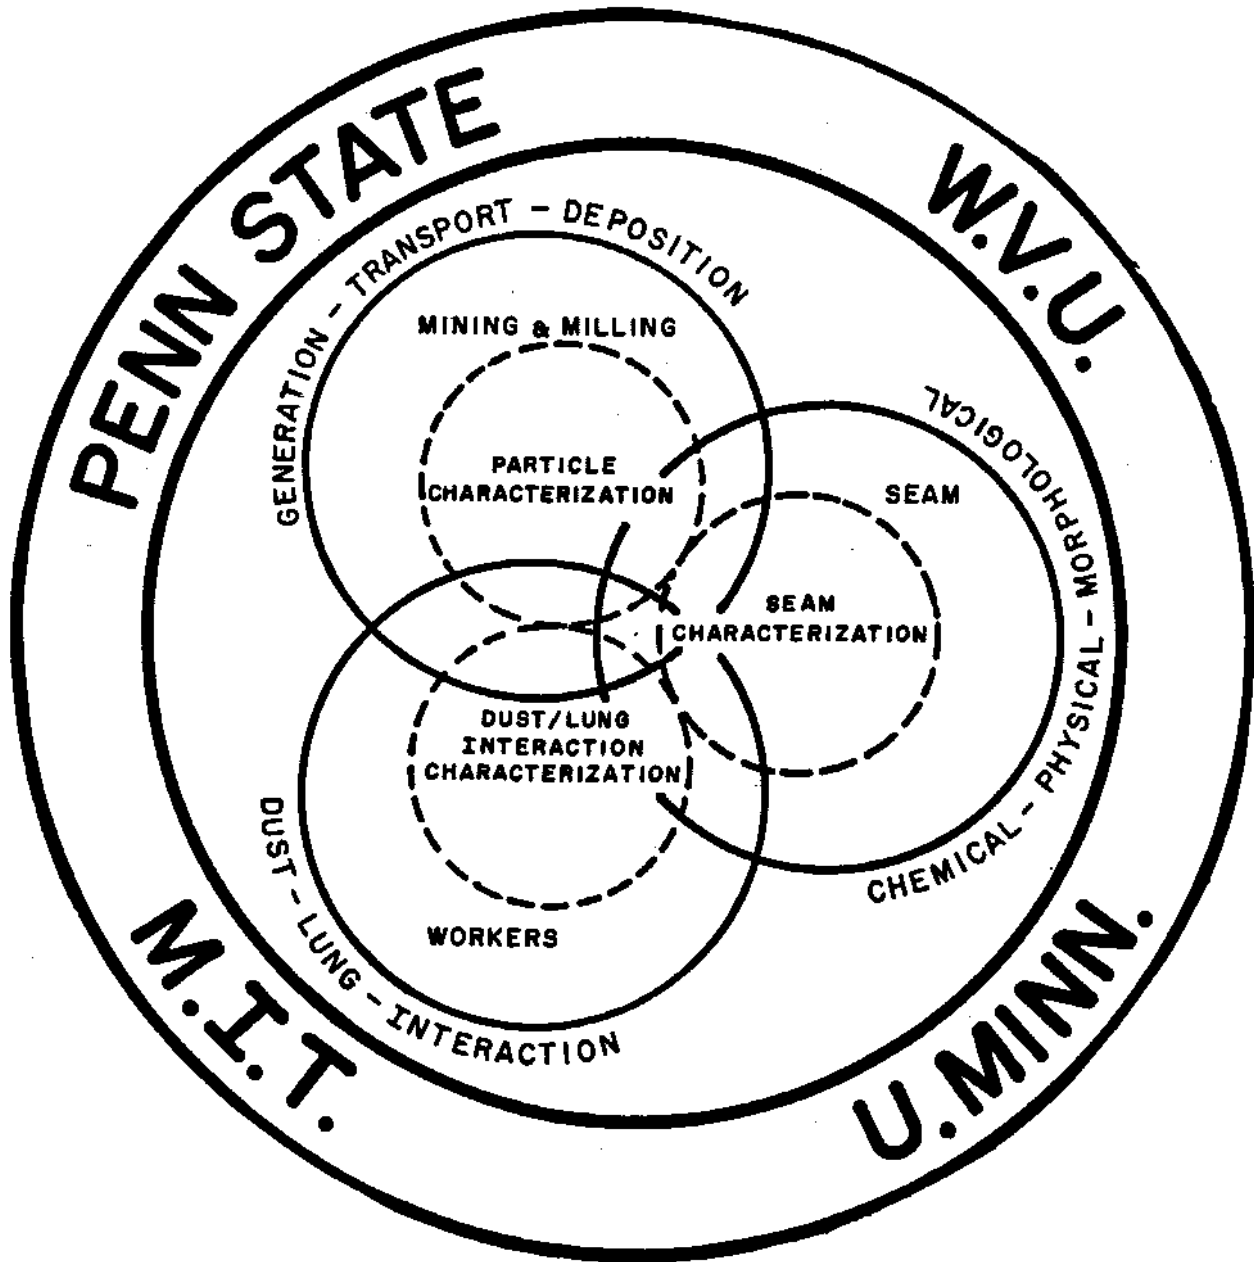 PENN STATE
W.V.U.
GENERATION - TRANSPORT - DEPOSITION
MINING & MILLING
PARTICLE
CHARACTERIZATION
CHEMICAL - PHYSICAL - MORPHOLOGICAL
SEAM
SEAM
CHARACTERIZATION
DUST/LUNG
INTERACTION
CHARACTERIZATION
WORKERS
DUST - LUNG - INTERACTION
M.I.T.
U.MINN.